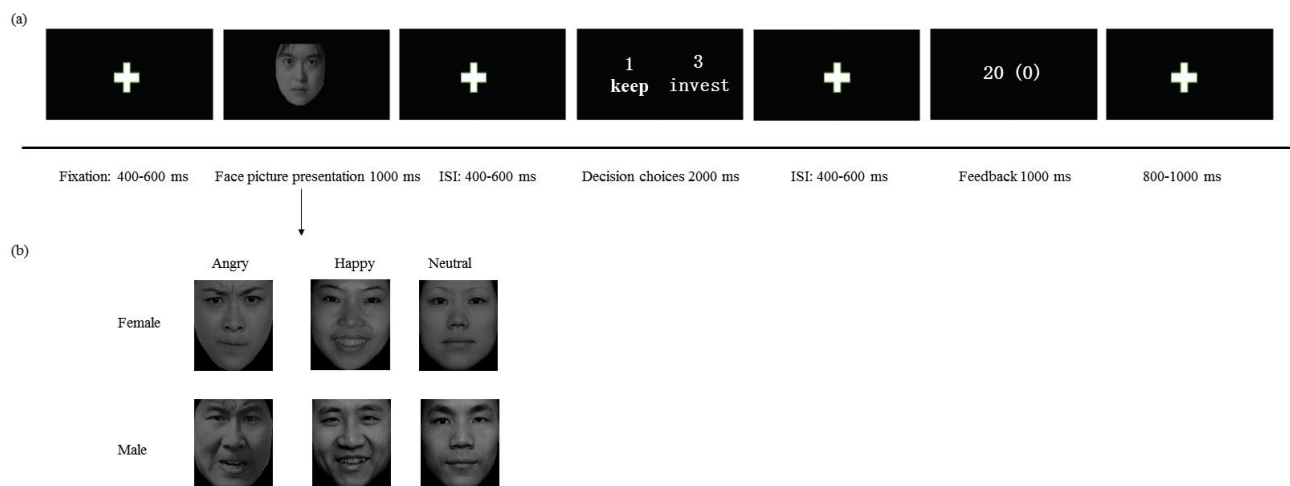 (a)
1 3
keep invest
20 (0)
Fixation: 400-600 ms Face picture presentation 1000 ms ISI: 400-600 ms Decision choices 2000 ms ISI: 400-600 ms Feedback 1000 ms 800-1000 ms
(b)
Angry Happy Neutral
Female
Male